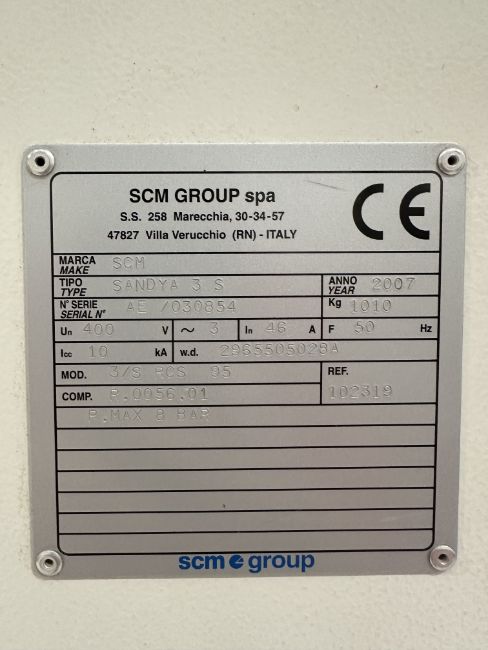 SCM GROUP spa
S.S. 258 Marecchia, 30-34-57
47827 Villa Verucchio (RN) - ITALY
CE
MARCA
MAKE
SCM
TIPO
TYPE
SANDYA 3 S
ANNO
YEAR
2007
N° SERIE
SERIAL N°
AE /030854
Kg 1010
Un 400 V ~ 3 In 46 A F 50 Hz
Icc 10 kA w.d. 2965505029A
MOD. 3/S RCS 95
REF.
102319
COMP. R.0056.01
P.MAX 8 BAR
scm group